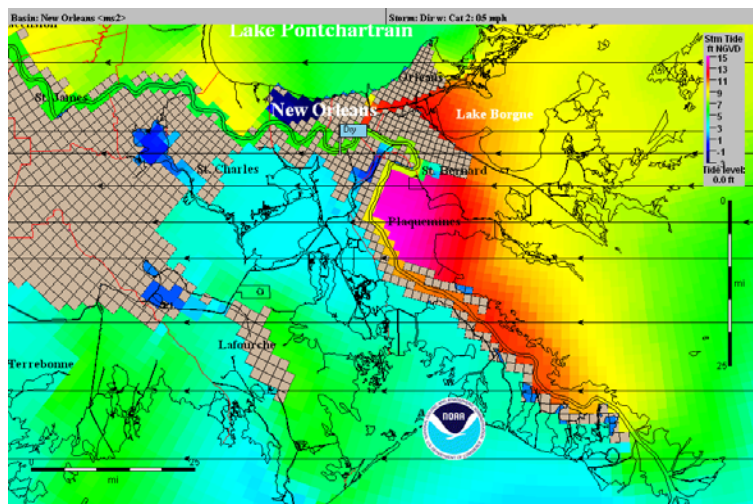 Basin: New Orleans <ms2>
Storm: Dir w: Cat 2: 05 mph
Lake Pontchartrain
Stm Tide
ft NGVD
15
13
11
9
7
5
3
1
-1
Tide level:
0.0 ft
Orleans
St. James
New Orleans
Lake Borgne
Dry
St. Charles
St. Bernard
Plaquemines
0
mi
25
Lafourche
Terrebonne
NOAA
0
25
mi